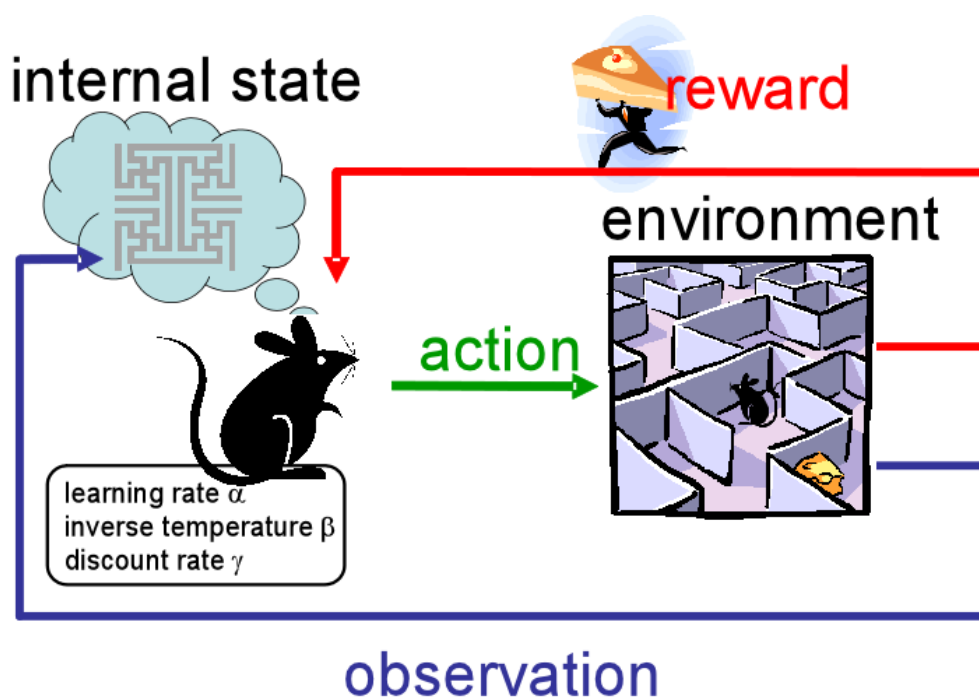 internal state
reward
environment
action
learning rate α
inverse temperature β
discount rate γ
observation